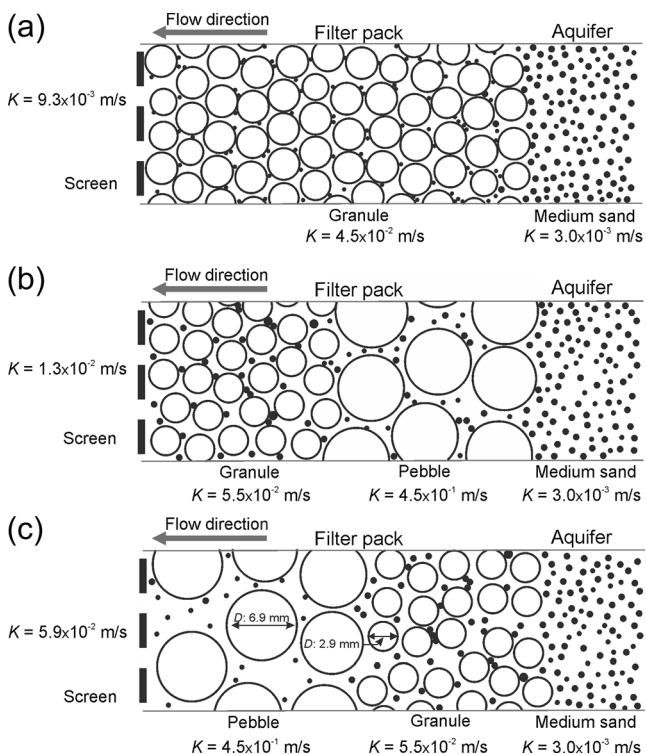 (a)
Flow direction
Filter pack
Aquifer
K = 9.3x10⁻³ m/s
Screen
Granule
Medium sand
K = 4.5x10⁻² m/s
K = 3.0x10⁻³ m/s
(b)
Flow direction
Filter pack
Aquifer
K = 1.3x10⁻² m/s
Screen
Granule
Pebble
Medium sand
K = 5.5x10⁻² m/s
K = 4.5x10⁻¹ m/s
K = 3.0x10⁻³ m/s
(c)
Flow direction
Filter pack
Aquifer
K = 5.9x10⁻² m/s
D: 6.9 mm
D: 2.9 mm
Screen
Pebble
Granule
Medium sand
K = 4.5x10⁻¹ m/s
K = 5.5x10⁻² m/s
K = 3.0x10⁻³ m/s